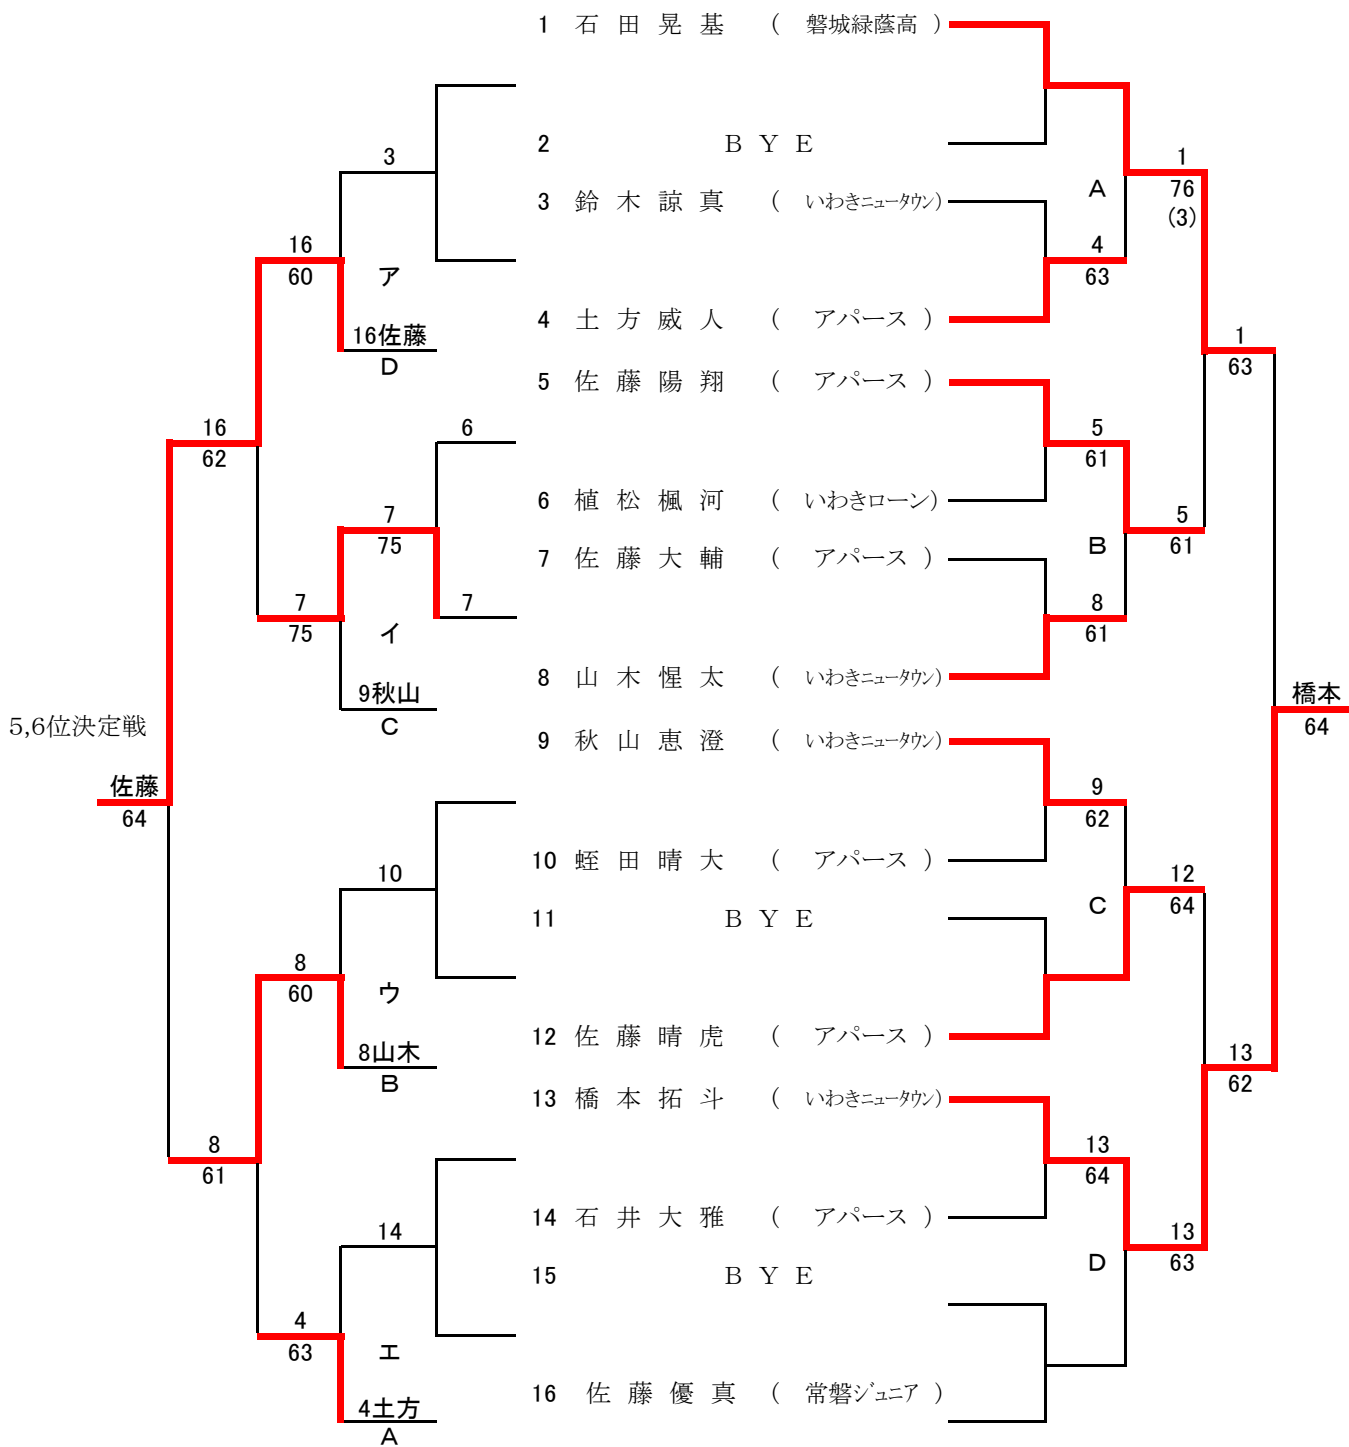 1 石田晃基 ( 磐城緑蔭高 )
2 BYE
3 鈴木諒真 ( いわきニュータウン)
4 土方威人 ( アパース )
5 佐藤陽翔 ( アパース )
6 植松楓河 ( いわきローン)
7 佐藤大輔 ( アパース )
8 山木惺太 ( いわきニュータウン)
9 秋山恵澄 ( いわきニュータウン)
10 蛭田晴大 ( アパース )
11 BYE
12 佐藤晴虎 ( アパース )
13 橋本拓斗 ( いわきニュータウン)
14 石井大雅 ( アパース )
15 BYE
16 佐藤優真 ( 常磐ジュニア )
A
1
76
(3)
4
63
1
63
5
61
B
5
61
8
61
橋本
64
9
62
C
12
64
13
62
13
64
D
13
63
3
16
60
ア
16佐藤
D
16
62
6
7
75
7
7
75
イ
9秋山
C
5,6位決定戦
佐藤
64
10
8
60
ウ
8山木
B
8
61
14
4
63
エ
4土方
A